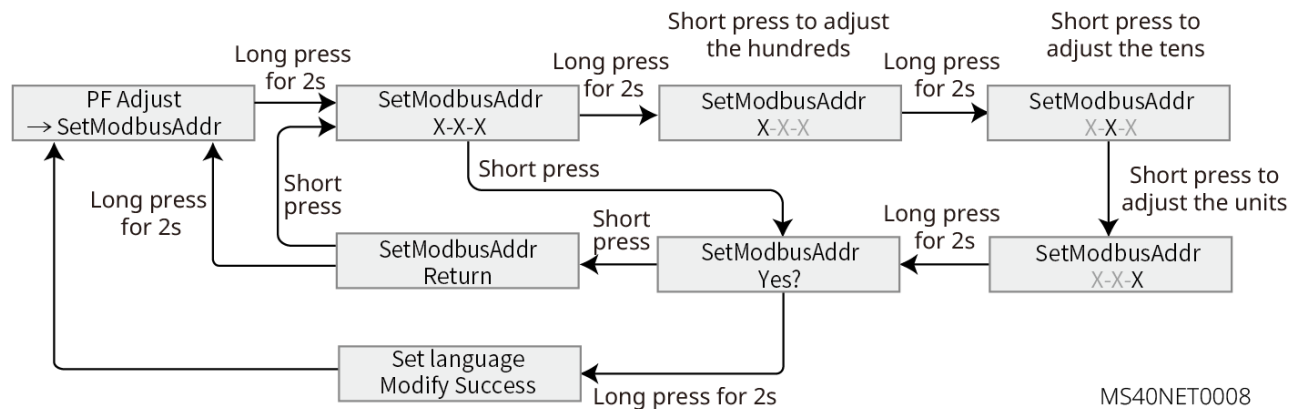 Short press to adjust
the hundreds
Short press to
adjust the tens
Long press
for 2s
Long press
for 2s
Long press
for 2s
PF Adjust
→ SetModbusAddr
SetModbusAddr
X-X-X
SetModbusAddr
X-X-X
SetModbusAddr
X-X-X
Short press
Short press to
adjust the units
Long press
for 2s
Short
press
Short
press
Long press
for 2s
SetModbusAddr
Return
SetModbusAddr
Yes?
SetModbusAddr
X-X-X
Set language
Modify Success
Long press for 2s
MS40NET0008